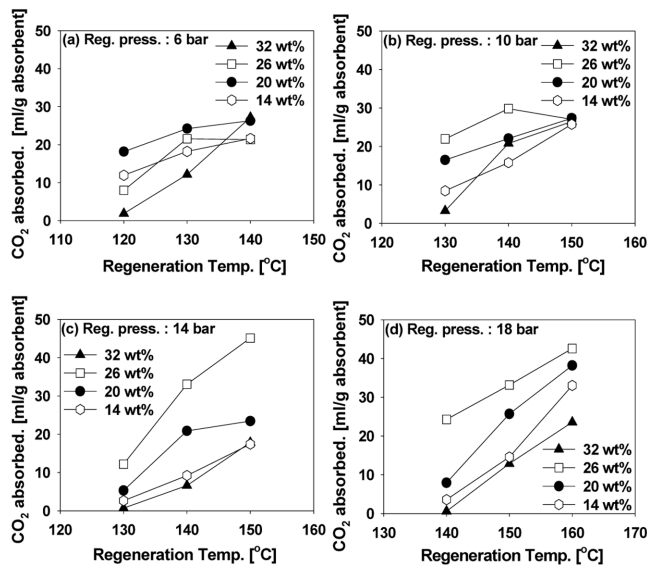 (a) Reg. press. : 6 bar
32 wt%
26 wt%
20 wt%
14 wt%
50
40
30
20
10
0
110 120 130 140 150
Regeneration Temp. [°C]
CO2 absorbed. [ml/g absorbent]
(b) Reg. press. : 10 bar
32 wt%
26 wt%
20 wt%
14 wt%
50
40
30
20
10
0
120 130 140 150 160
Regeneration Temp. [°C]
CO2 absorbed. [ml/g absorbent]
(c) Reg. press. : 14 bar
32 wt%
26 wt%
20 wt%
14 wt%
50
40
30
20
10
0
120 130 140 150 160
Regeneration Temp. [°C]
CO2 absorbed. [ml/g absorbent]
(d) Reg. press. : 18 bar
32 wt%
26 wt%
20 wt%
14 wt%
50
40
30
20
10
0
130 140 150 160 170
Regeneration Temp. [°C]
CO2 absorbed. [ml/g absorbent]